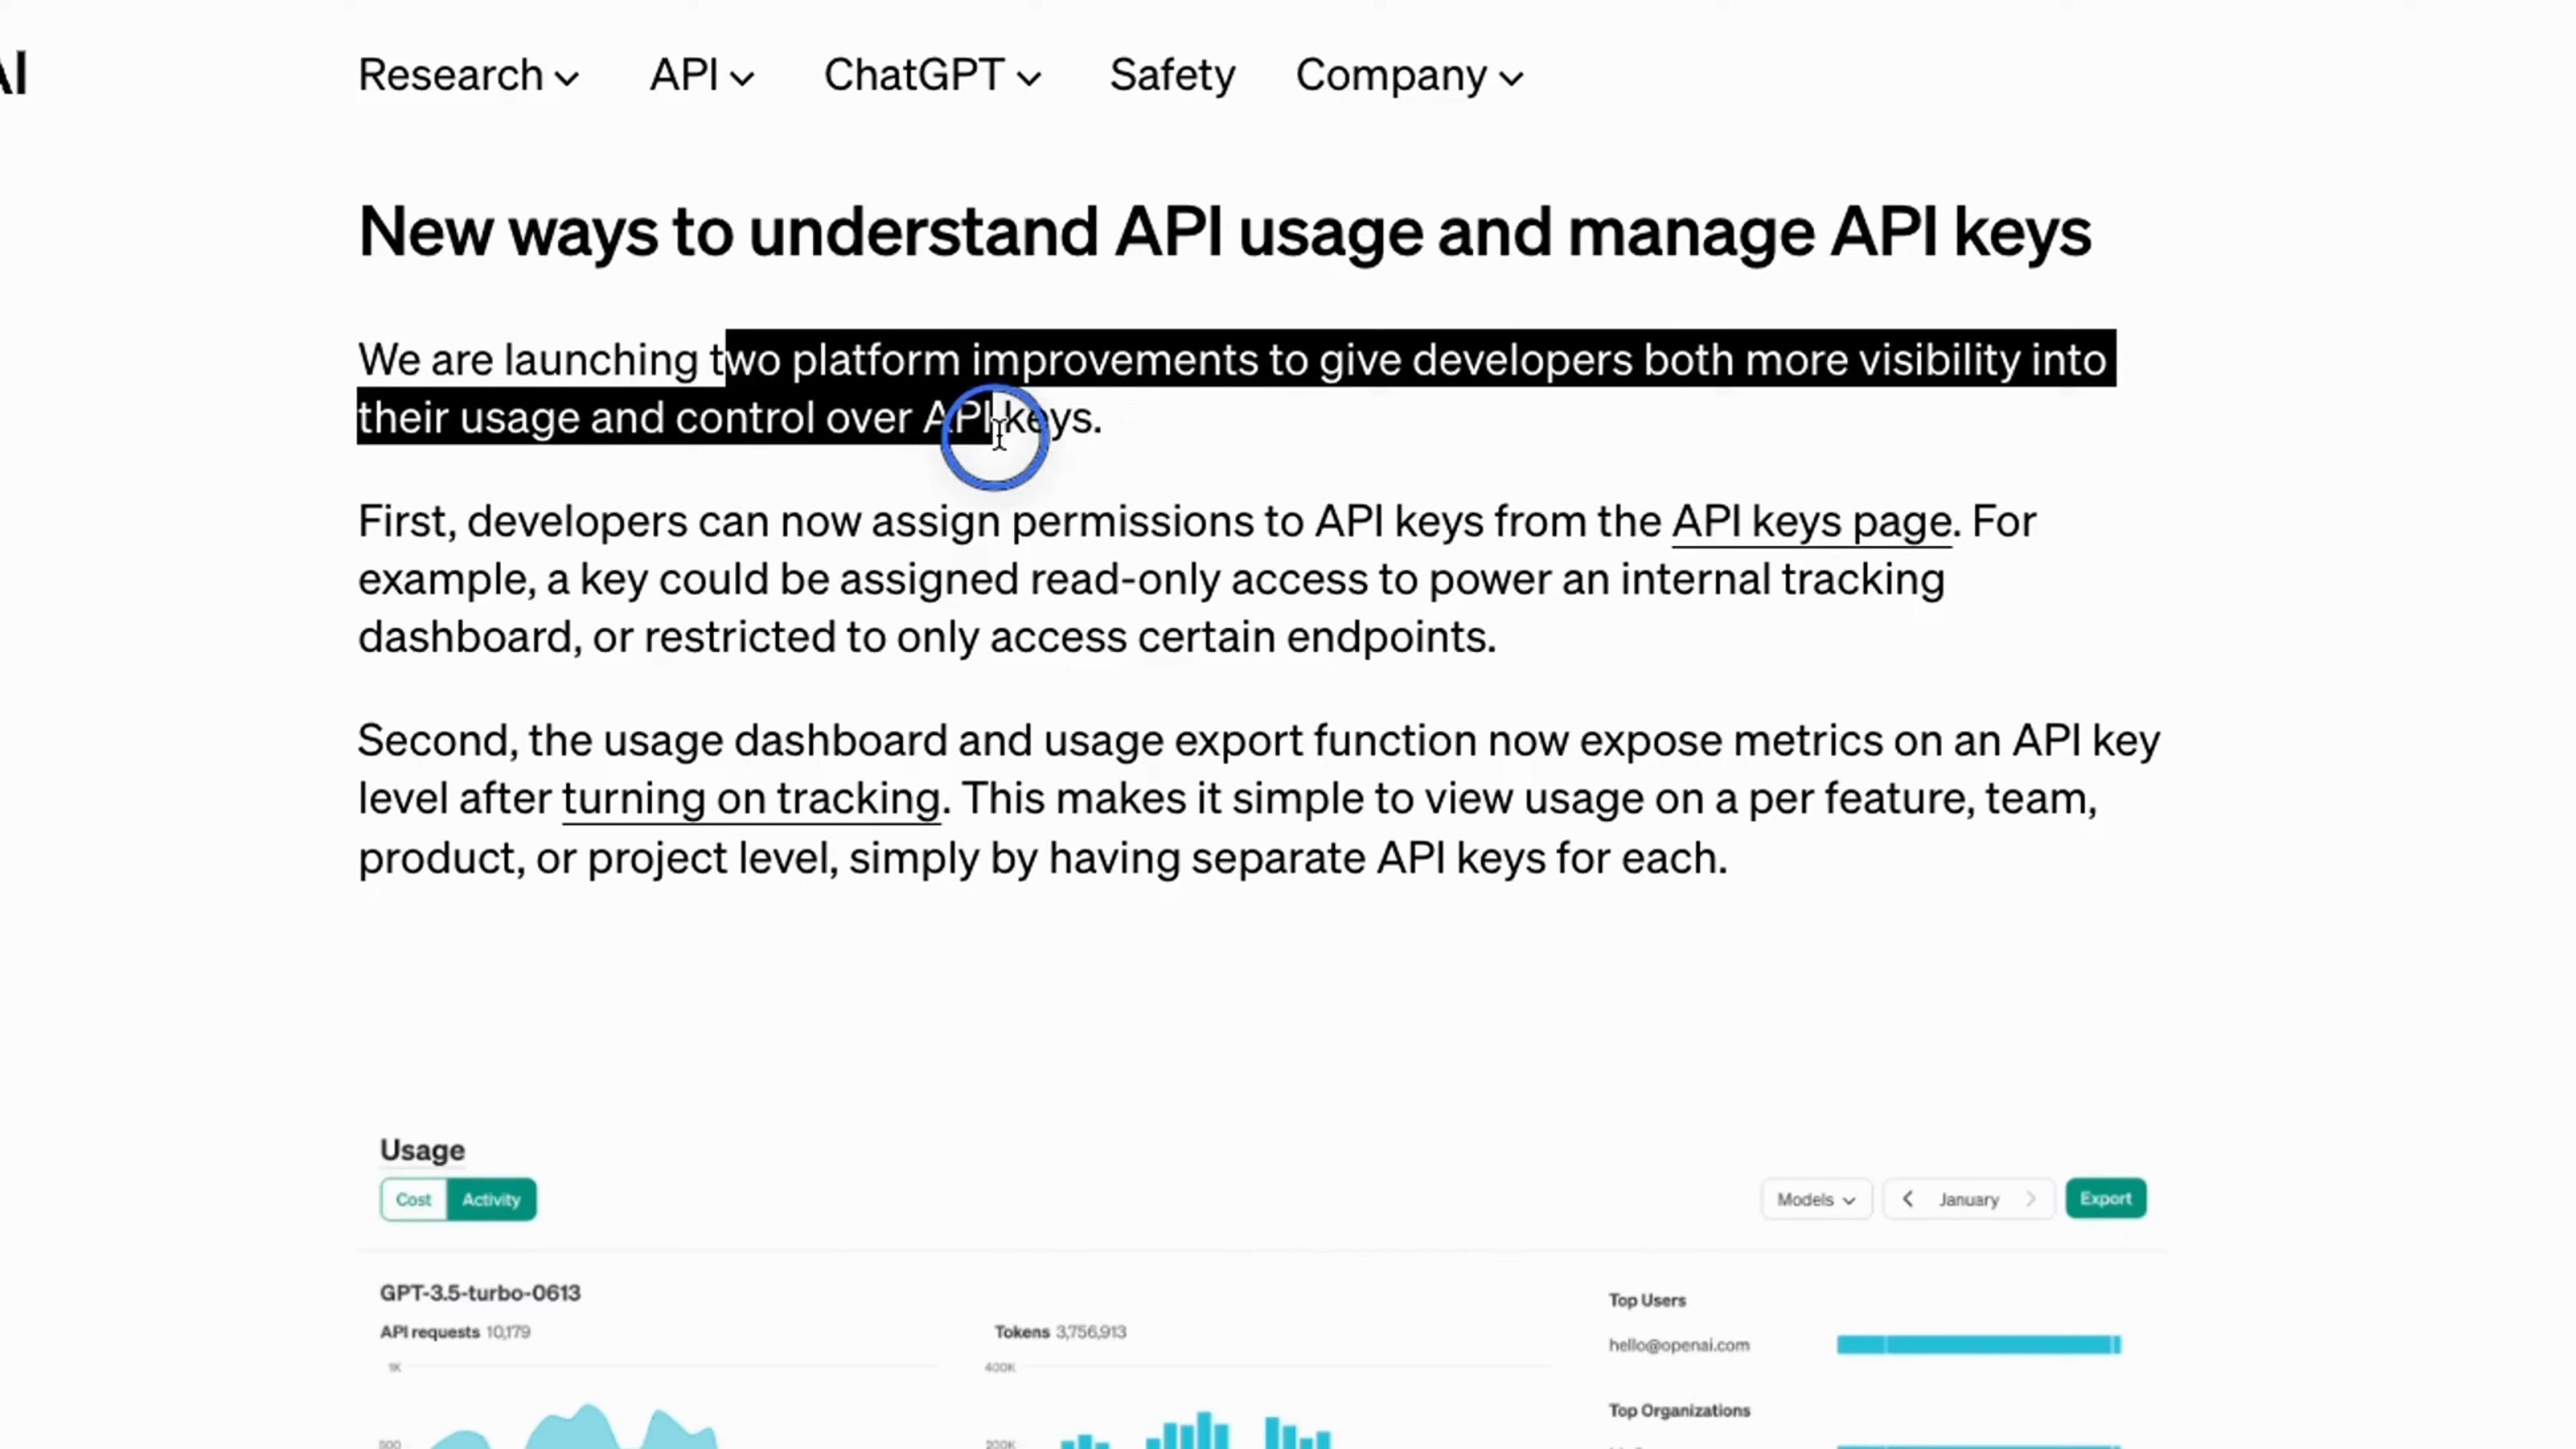 AI
Research API ChatGPT Safety Company
New ways to understand API usage and manage API keys
We are launching two platform improvements to give developers both more visibility into
their usage and control over API keys.
First, developers can now assign permissions to API keys from the API keys page. For
example, a key could be assigned read-only access to power an internal tracking
dashboard, or restricted to only access certain endpoints.
Second, the usage dashboard and usage export function now expose metrics on an API key
level after turning on tracking. This makes it simple to view usage on a per feature, team,
product, or project level, simply by having separate API keys for each.
Usage
Cost Activity Models January Export
GPT-3.5-turbo-0613
Top Users
API requests 10,179 Tokens 3,756,913
hello@openai.com
1K 400K
Top Organizations
500 200K